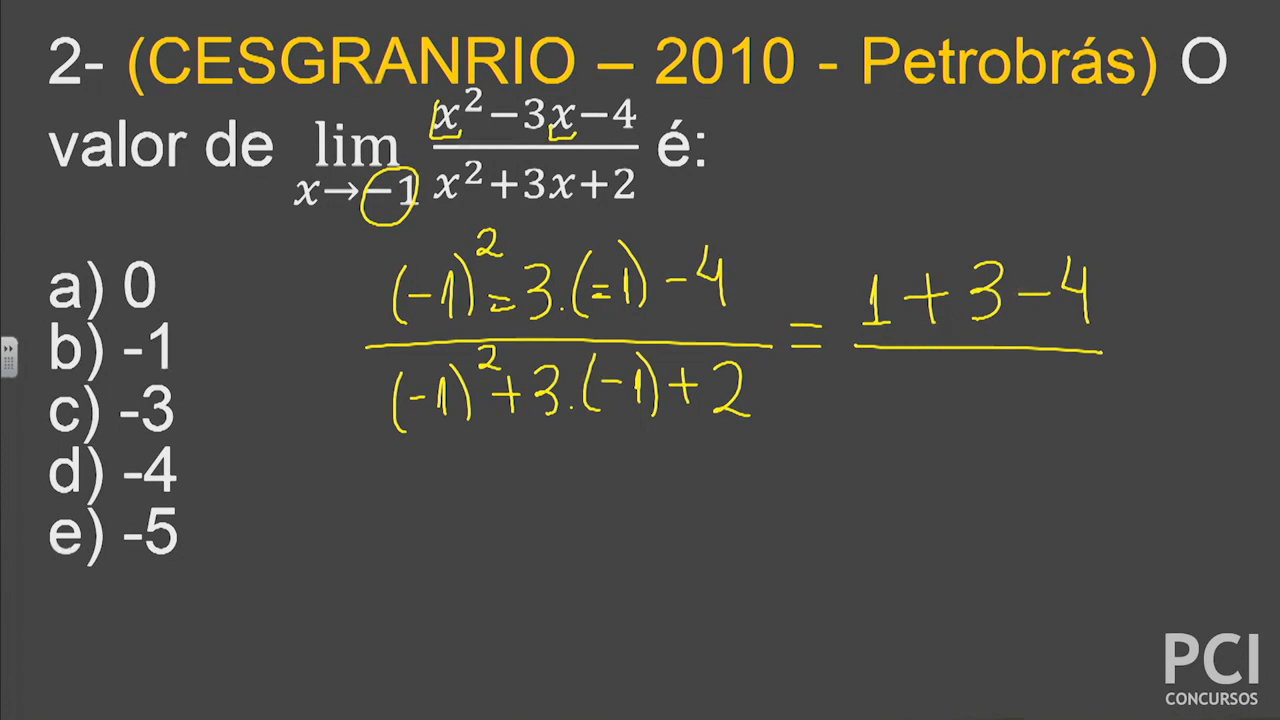 2- (CESGRANRIO – 2010 - Petrobrás) O
valor de lim x→-1 (x²-3x-4)/(x²+3x+2) é:
a) 0
b) -1
c) -3
d) -4
e) -5
(-1)² - 3.(-1) - 4 = 1 + 3 - 4
(-1)² + 3.(-1) + 2
PCI
CONCURSOS